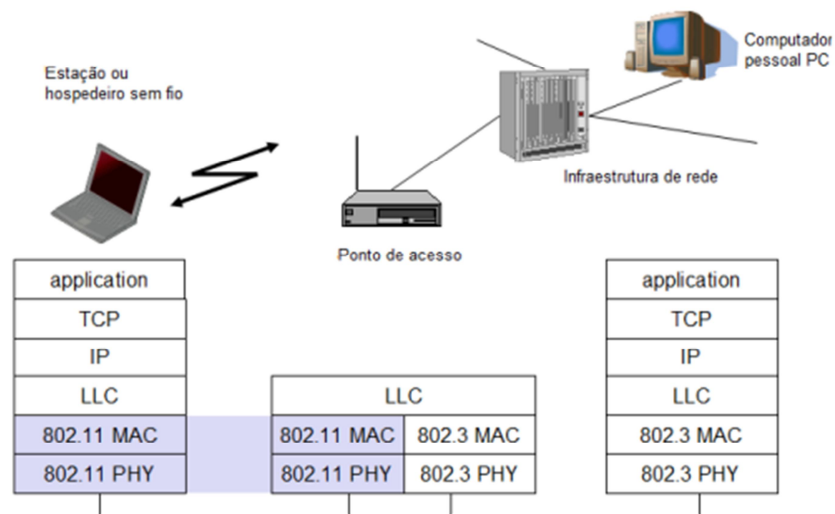 Estação ou
hospedeiro sem fio
Computador
pessoal PC
Infraestrutura de rede
Ponto de acesso
application
TCP
IP
LLC
802.11 MAC
802.11 PHY
LLC
802.11 MAC 802.3 MAC
802.11 PHY 802.3 PHY
application
TCP
IP
LLC
802.3 MAC
802.3 PHY